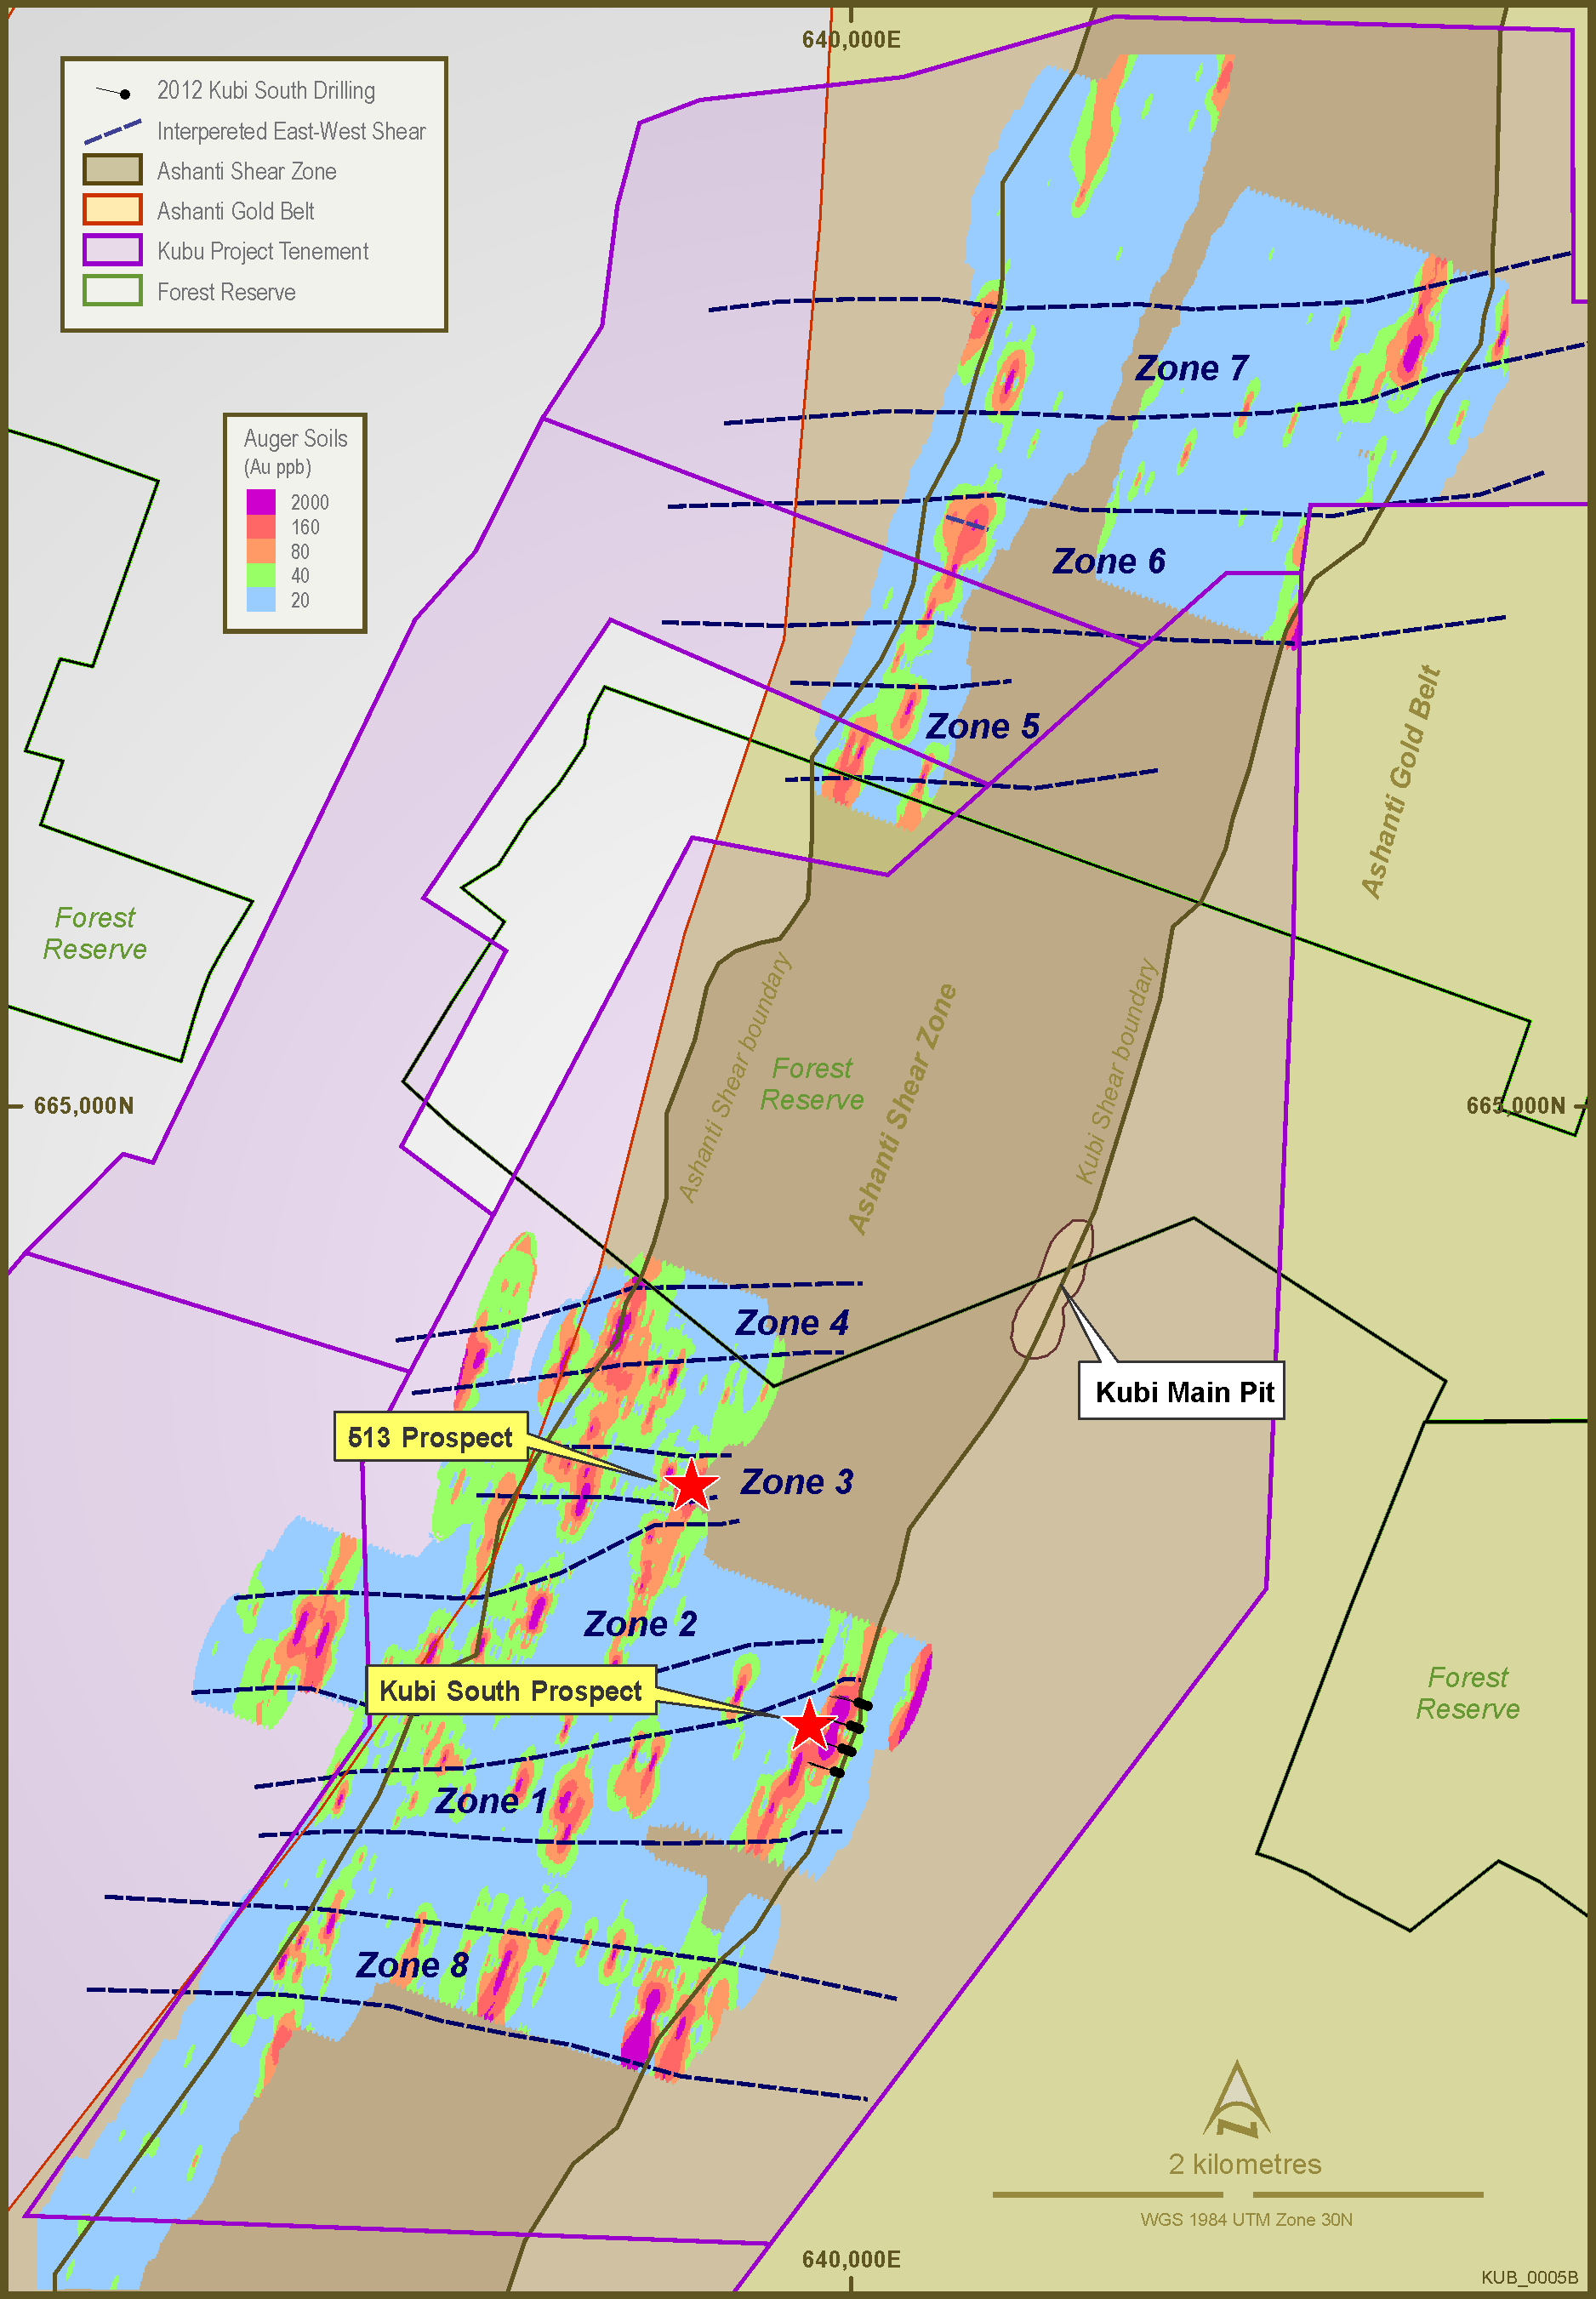 640,000E
2012 Kubi South Drilling
Interpereted East-West Shear
Ashanti Shear Zone
Ashanti Gold Belt
Kubu Project Tenement
Forest Reserve
Auger Soils
(Au ppb)
2000
160
80
40
20
Zone 7
Zone 6
Zone 5
Ashanti Gold Belt
Forest
Reserve
Ashanti Shear boundary
Ashanti Shear Zone
Kubi Shear boundary
Forest
Reserve
665,000N
665,000N
Zone 4
Kubi Main Pit
513 Prospect
Zone 3
Zone 2
Kubi South Prospect
Forest
Reserve
Zone 1
Zone 8
N
2 kilometres
WGS 1984 UTM Zone 30N
640,000E
KUB_0005B